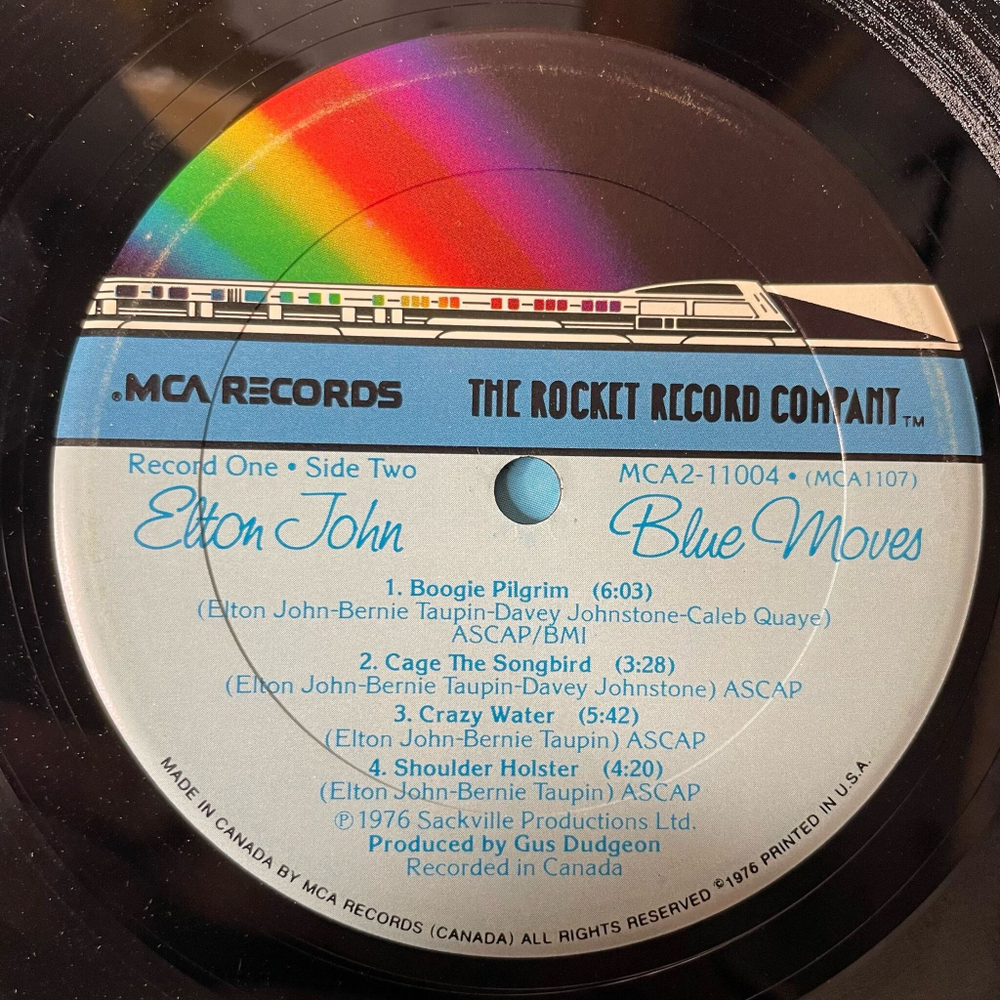 ®MCA RECORDS THE ROCKET RECORD COMPANY™
Record One • Side Two MCA2-11004 • (MCA1107)
Elton John Blue Moves
1. Boogie Pilgrim (6:03)
(Elton John-Bernie Taupin-Davey Johnstone-Caleb Quaye)
ASCAP/BMI
2. Cage The Songbird (3:28)
(Elton John-Bernie Taupin-Davey Johnstone) ASCAP
3. Crazy Water (5:42)
(Elton John-Bernie Taupin) ASCAP
4. Shoulder Holster (4:20)
(Elton John-Bernie Taupin) ASCAP
℗1976 Sackville Productions Ltd.
Produced by Gus Dudgeon
Recorded in Canada
MADE IN CANADA BY MCA RECORDS (CANADA) ALL RIGHTS RESERVED ©1976 PRINTED IN U.S.A.